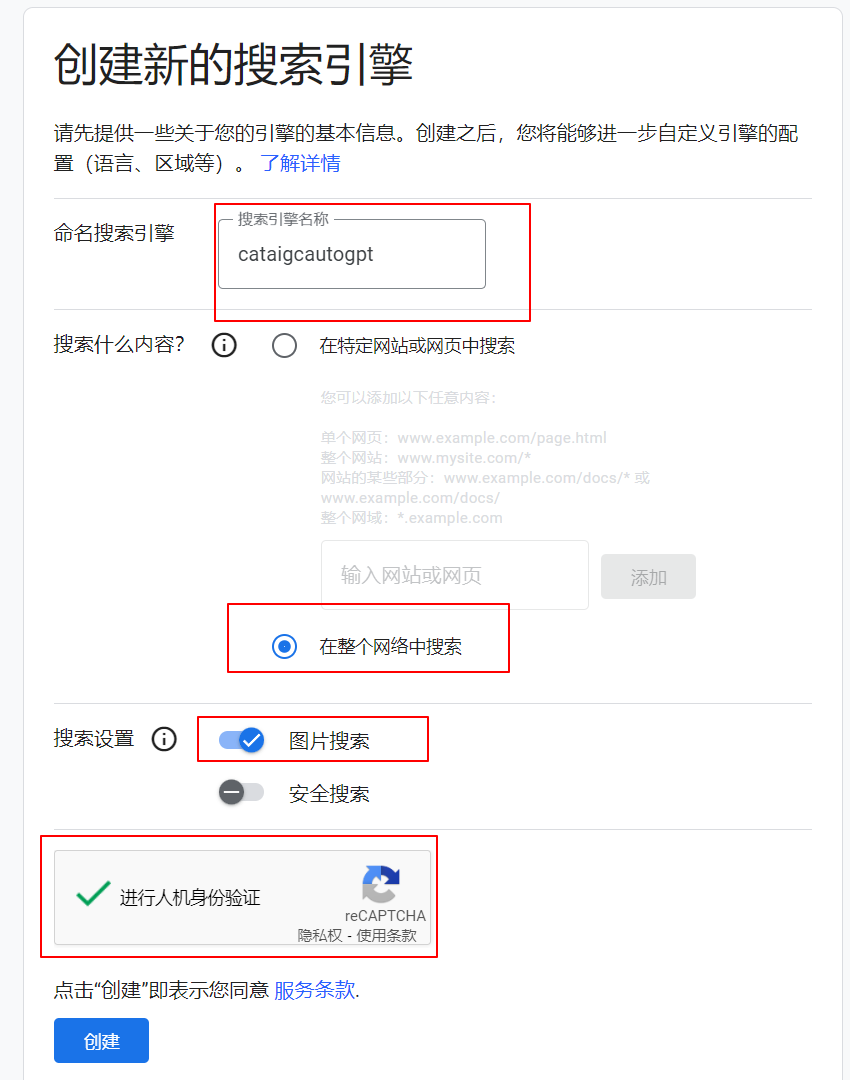 创建新的搜索引擎
请先提供一些关于您的引擎的基本信息。创建之后，您将能够进一步自定义引擎的配
置（语言、区域等）。 了解详情
搜索引擎名称
命名搜索引擎
cataigcautogpt
搜索什么内容?
在特定网站或网页中搜索
您可以添加以下任意内容：
单个网页：www.example.com/page.html
整个网站：www.mysite.com/*
网站的某些部分：www.example.com/docs/* 或
www.example.com/docs/
整个网域：*.example.com
输入网站或网页
添加
在整个网络中搜索
搜索设置
图片搜索
安全搜索
进行人机身份验证
reCAPTCHA
隐私权 - 使用条款
点击“创建”即表示您同意 服务条款.
创建